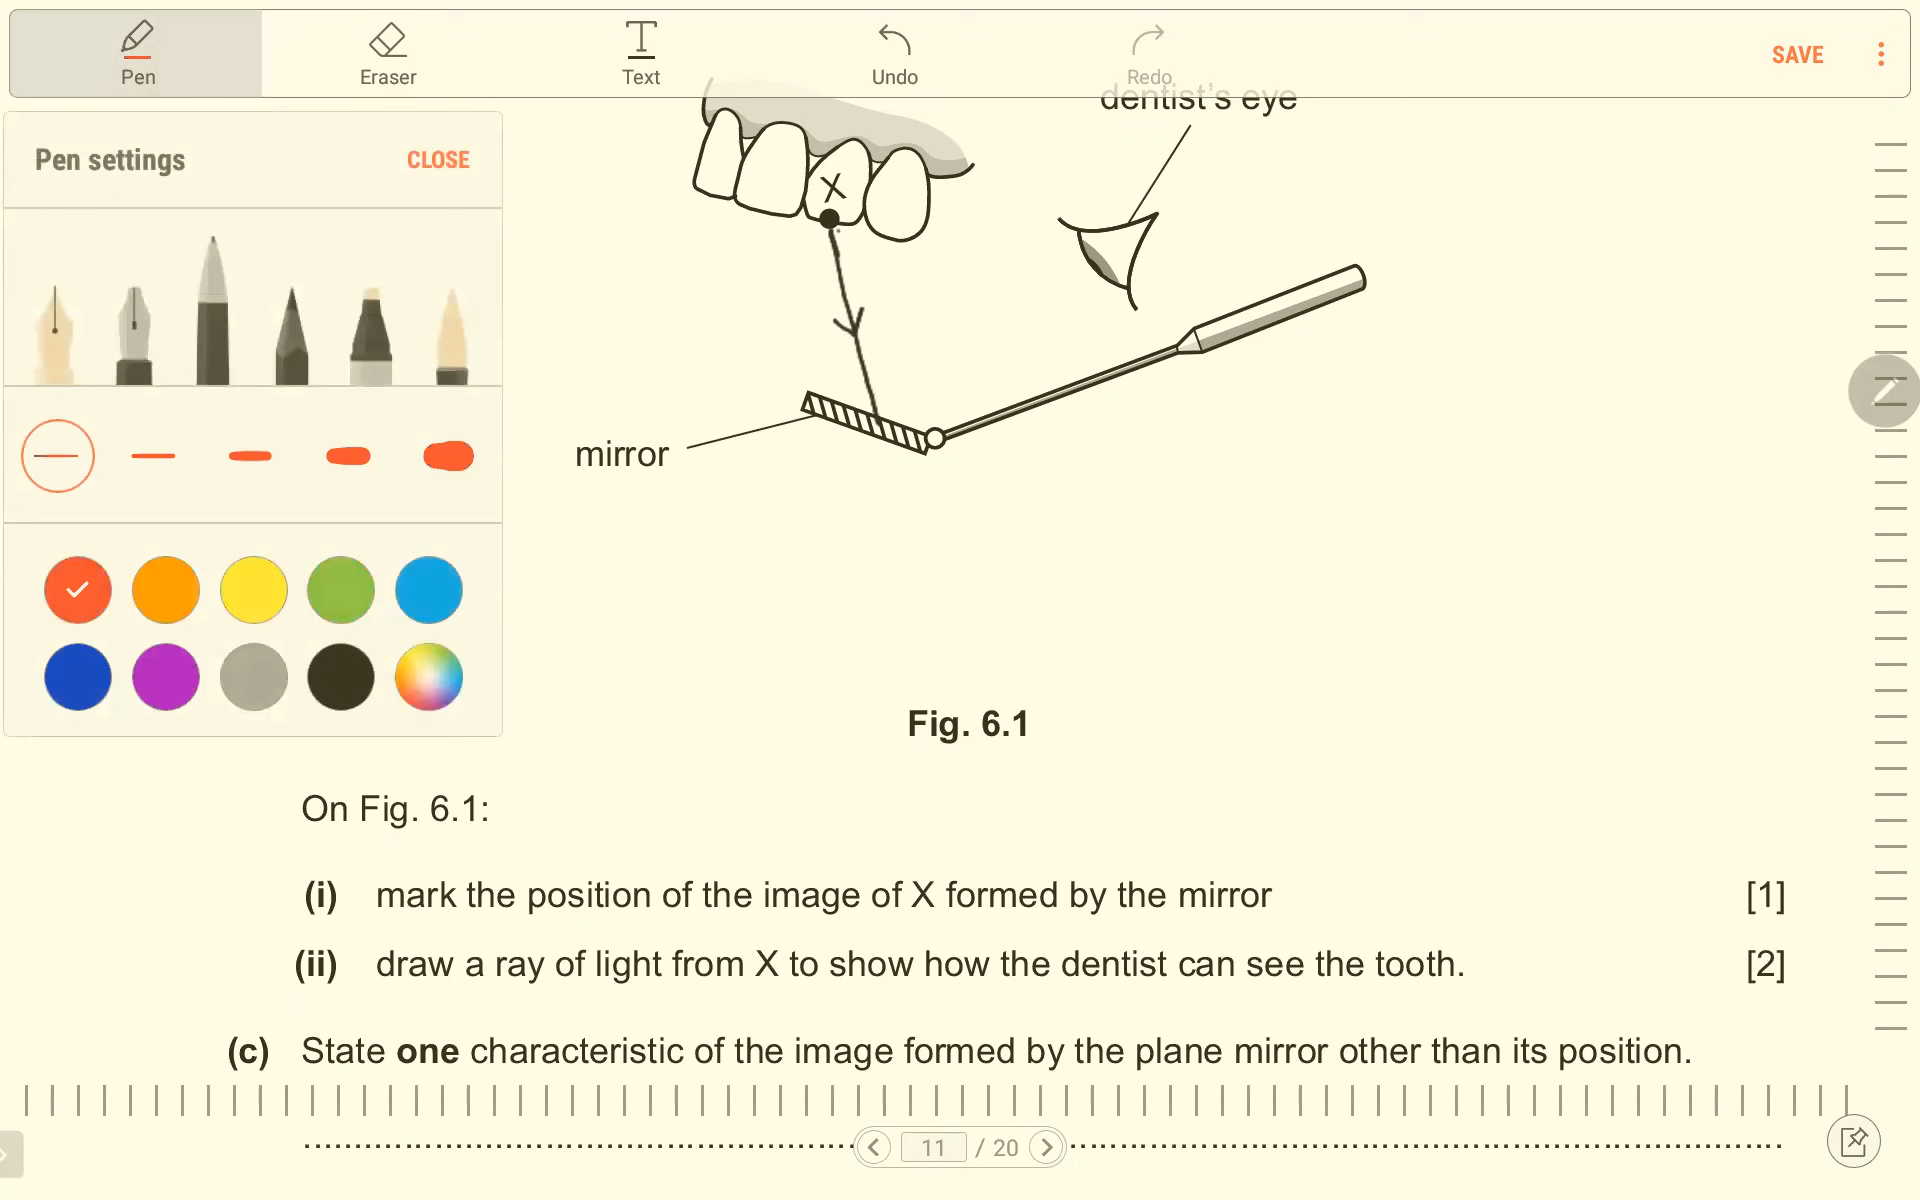 Pen
Eraser
Text
Undo
Redo
SAVE
dentist's eye
Pen settings
CLOSE
X
mirror
Fig. 6.1
On Fig. 6.1:
(i) mark the position of the image of X formed by the mirror [1]
(ii) draw a ray of light from X to show how the dentist can see the tooth. [2]
(c) State one characteristic of the image formed by the plane mirror other than its position.
11 / 20